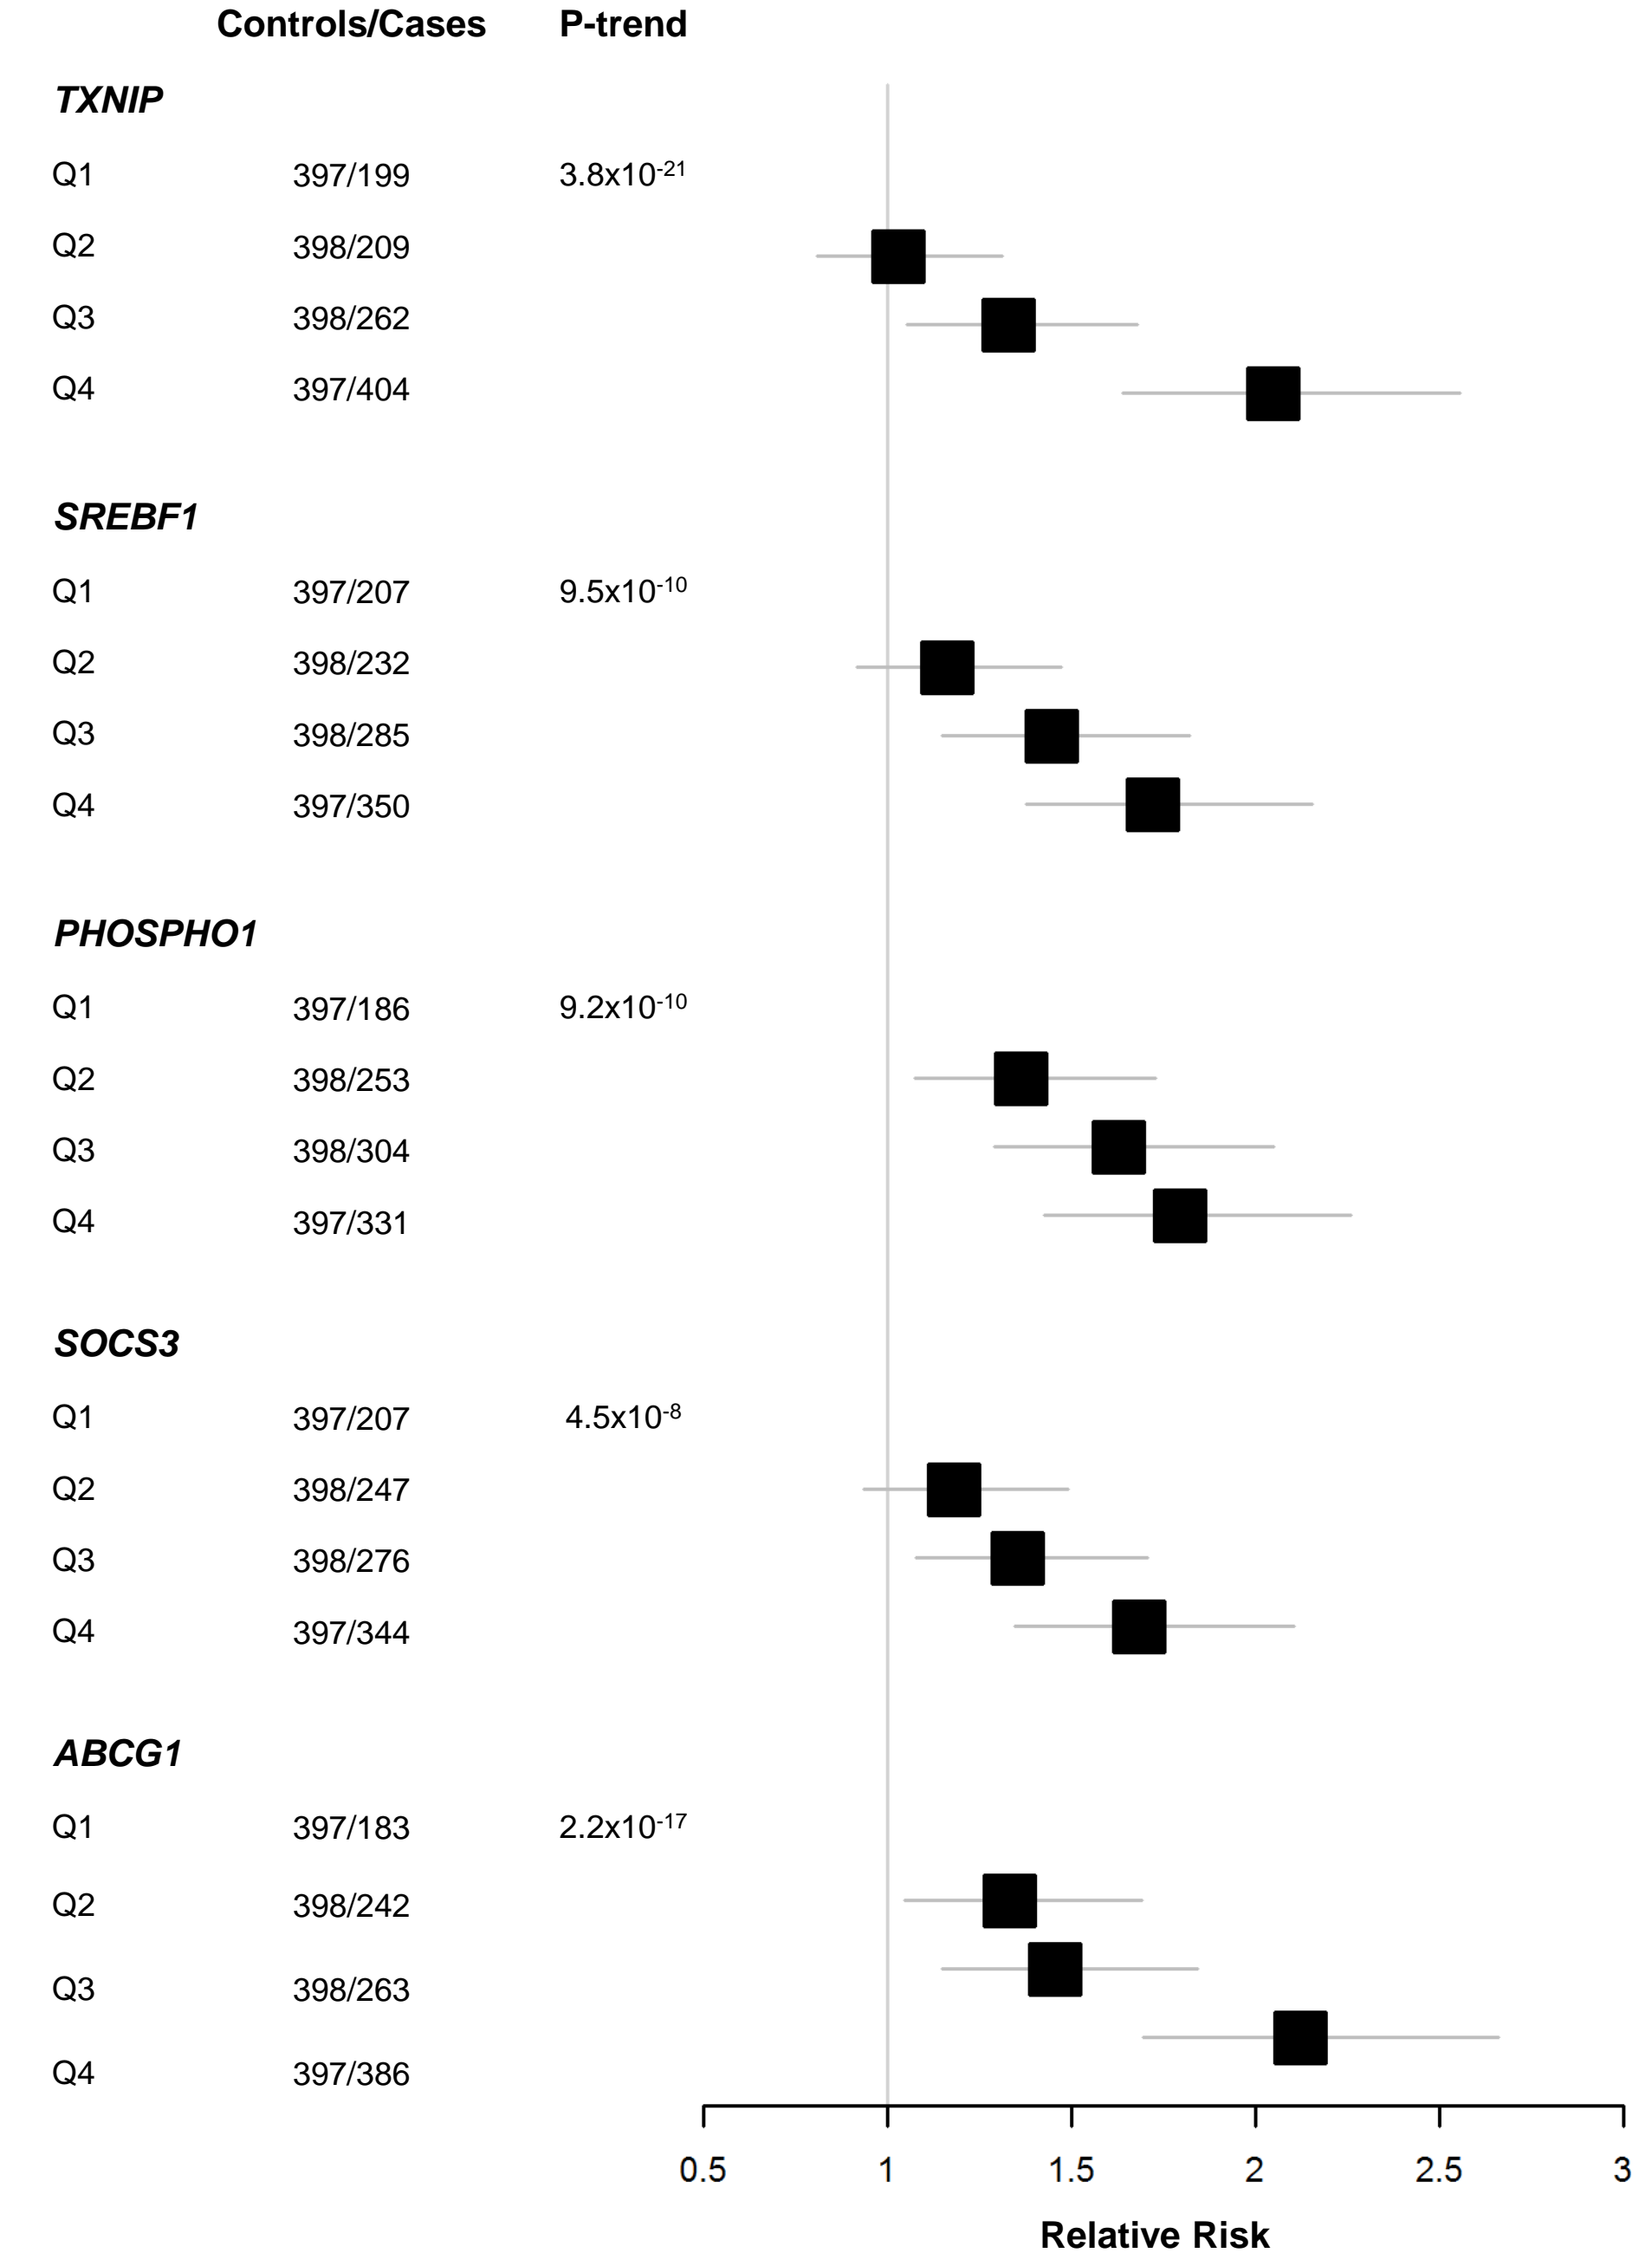 Controls/Cases P-trend
TXNIP
Q1 397/199 3.8x10⁻²¹
Q2 398/209
Q3 398/262
Q4 397/404
SREBF1
Q1 397/207 9.5x10⁻¹⁰
Q2 398/232
Q3 398/285
Q4 397/350
PHOSPHO1
Q1 397/186 9.2x10⁻¹⁰
Q2 398/253
Q3 398/304
Q4 397/331
SOCS3
Q1 397/207 4.5x10⁻⁸
Q2 398/247
Q3 398/276
Q4 397/344
ABCG1
Q1 397/183 2.2x10⁻¹⁷
Q2 398/242
Q3 398/263
Q4 397/386
0.5 1 1.5 2 2.5 3
Relative Risk